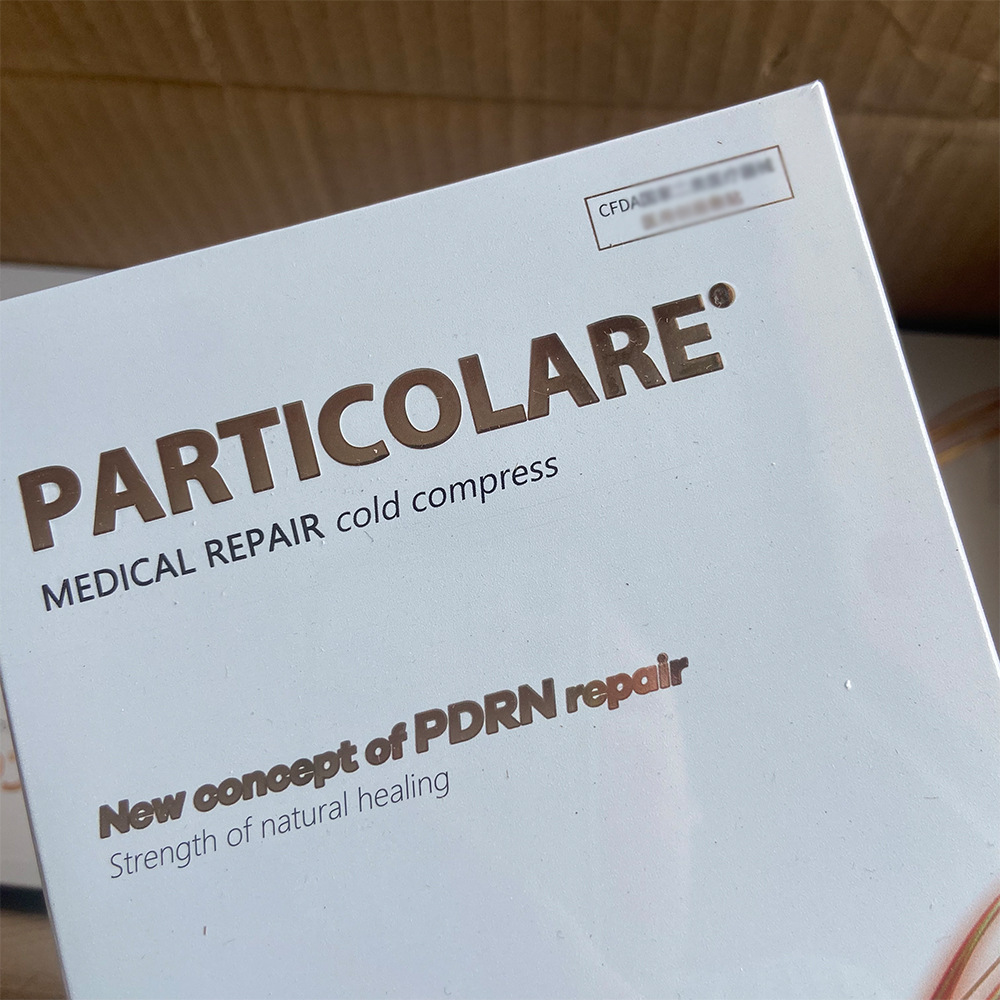 CFDA
PARTICOLARE®
MEDICAL REPAIR cold compress
New concept of PDRN repair
Strength of natural healing